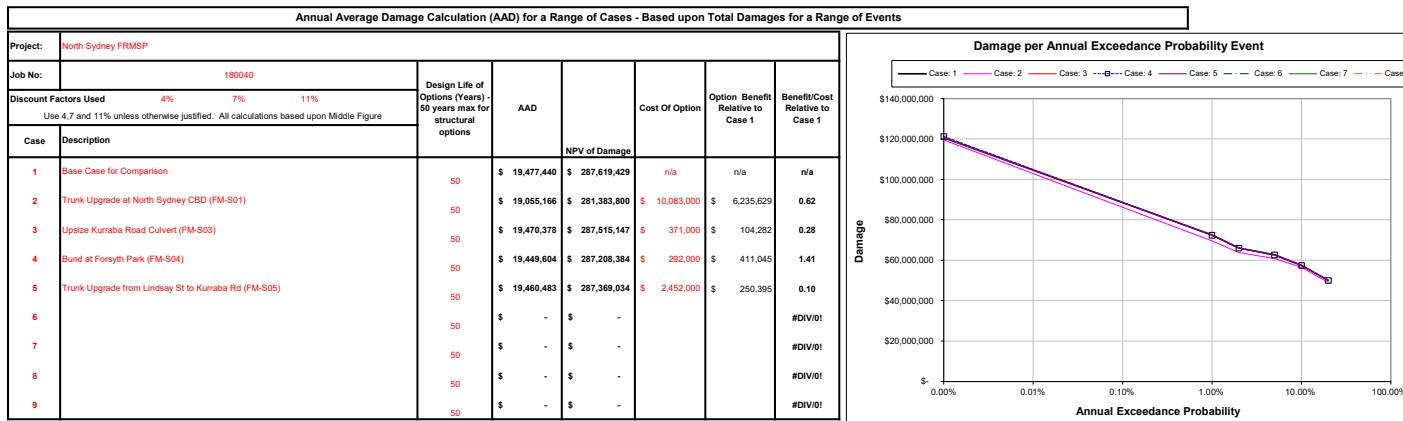 Annual Average Damage Calculation (AAD) for a Range of Cases - Based upon Total Damages for a Range of Events
Project: North Sydney FRMSP
Job No: 180040
Discount Factors Used 4% 7% 11%
Use 4,7 and 11% unless otherwise justified. All calculations based upon Middle Figure
Case Description
Design Life of
Options (Years) -
50 years max for
structural
options
AAD
NPV of Damage
Cost Of Option
Option Benefit
Relative to
Case 1
Benefit/Cost
Relative to
Case 1
1 Base Case for Comparison 50 $ 19,477,440 $ 287,619,429 n/a n/a n/a
2 Trunk Upgrade at North Sydney CBD (FM-S01) 50 $ 19,055,166 $ 281,383,800 $ 10,083,000 $ 6,235,629 0.62
3 Upsize Kurraba Road Culvert (FM-S03) 50 $ 19,470,378 $ 287,515,147 $ 371,000 $ 104,282 0.28
4 Bund at Forsyth Park (FM-S04) 50 $ 19,449,604 $ 287,208,384 $ 292,000 $ 411,045 1.41
5 Trunk Upgrade from Lindsay St to Kurraba Rd (FM-S05) 50 $ 19,460,483 $ 287,369,034 $ 2,452,000 $ 250,395 0.10
6 50 $ - $ - #DIV/0!
7 50 $ - $ - #DIV/0!
8 50 $ - $ - #DIV/0!
9 50 $ - $ - #DIV/0!
Damage per Annual Exceedance Probability Event
Case: 1 Case: 2 Case: 3 Case: 4 Case: 5 Case: 6 Case: 7 Case
$140,000,000
$120,000,000
$100,000,000
$80,000,000
$60,000,000
$40,000,000
$20,000,000
$-
Damage
0.00% 0.01% 0.10% 1.00% 10.00% 100.00%
Annual Exceedance Probability